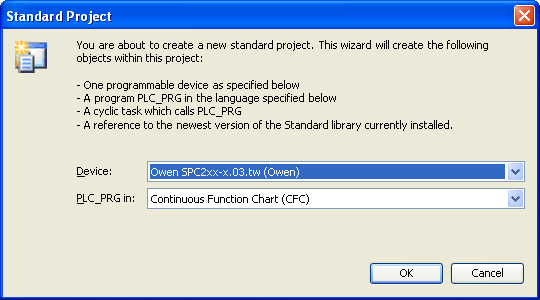 Standard Project
You are about to create a new standard project. This wizard will create the following
objects within this project:
- One programmable device as specified below
- A program PLC_PRG in the language specified below
- A cyclic task which calls PLC_PRG
- A reference to the newest version of the Standard library currently installed.
Device: Owen SPC2xx-x.03.tw (Owen)
PLC_PRG in: Continuous Function Chart (CFC)
OK Cancel